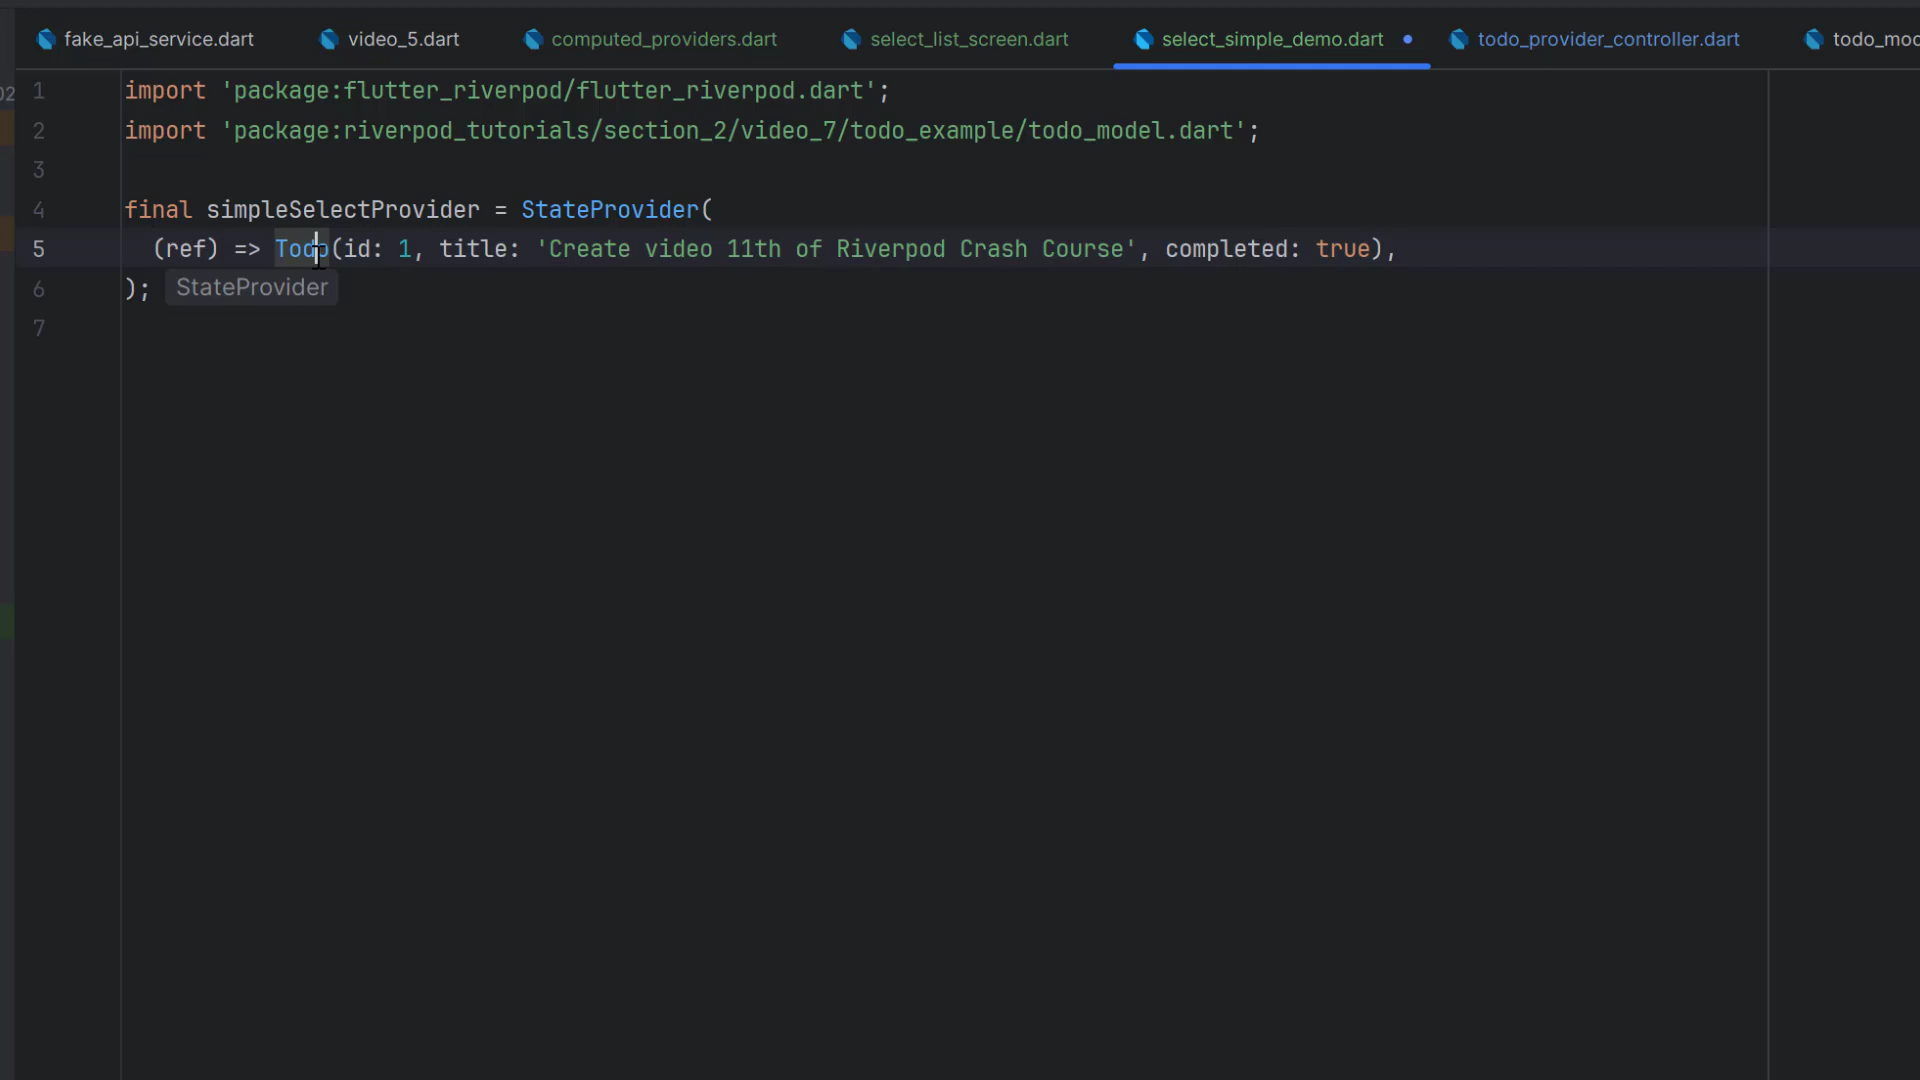 fake_api_service.dart video_5.dart computed_providers.dart select_list_screen.dart select_simple_demo.dart todo_provider_controller.dart
02
1 import 'package:flutter_riverpod/flutter_riverpod.dart';
2 import 'package:riverpod_tutorials/section_2/video_7/todo_example/todo_model.dart';
3
4 final simpleSelectProvider = StateProvider(
5 (ref) => Todo(id: 1, title: 'Create video 11th of Riverpod Crash Course', completed: true),
6 ); StateProvider
7